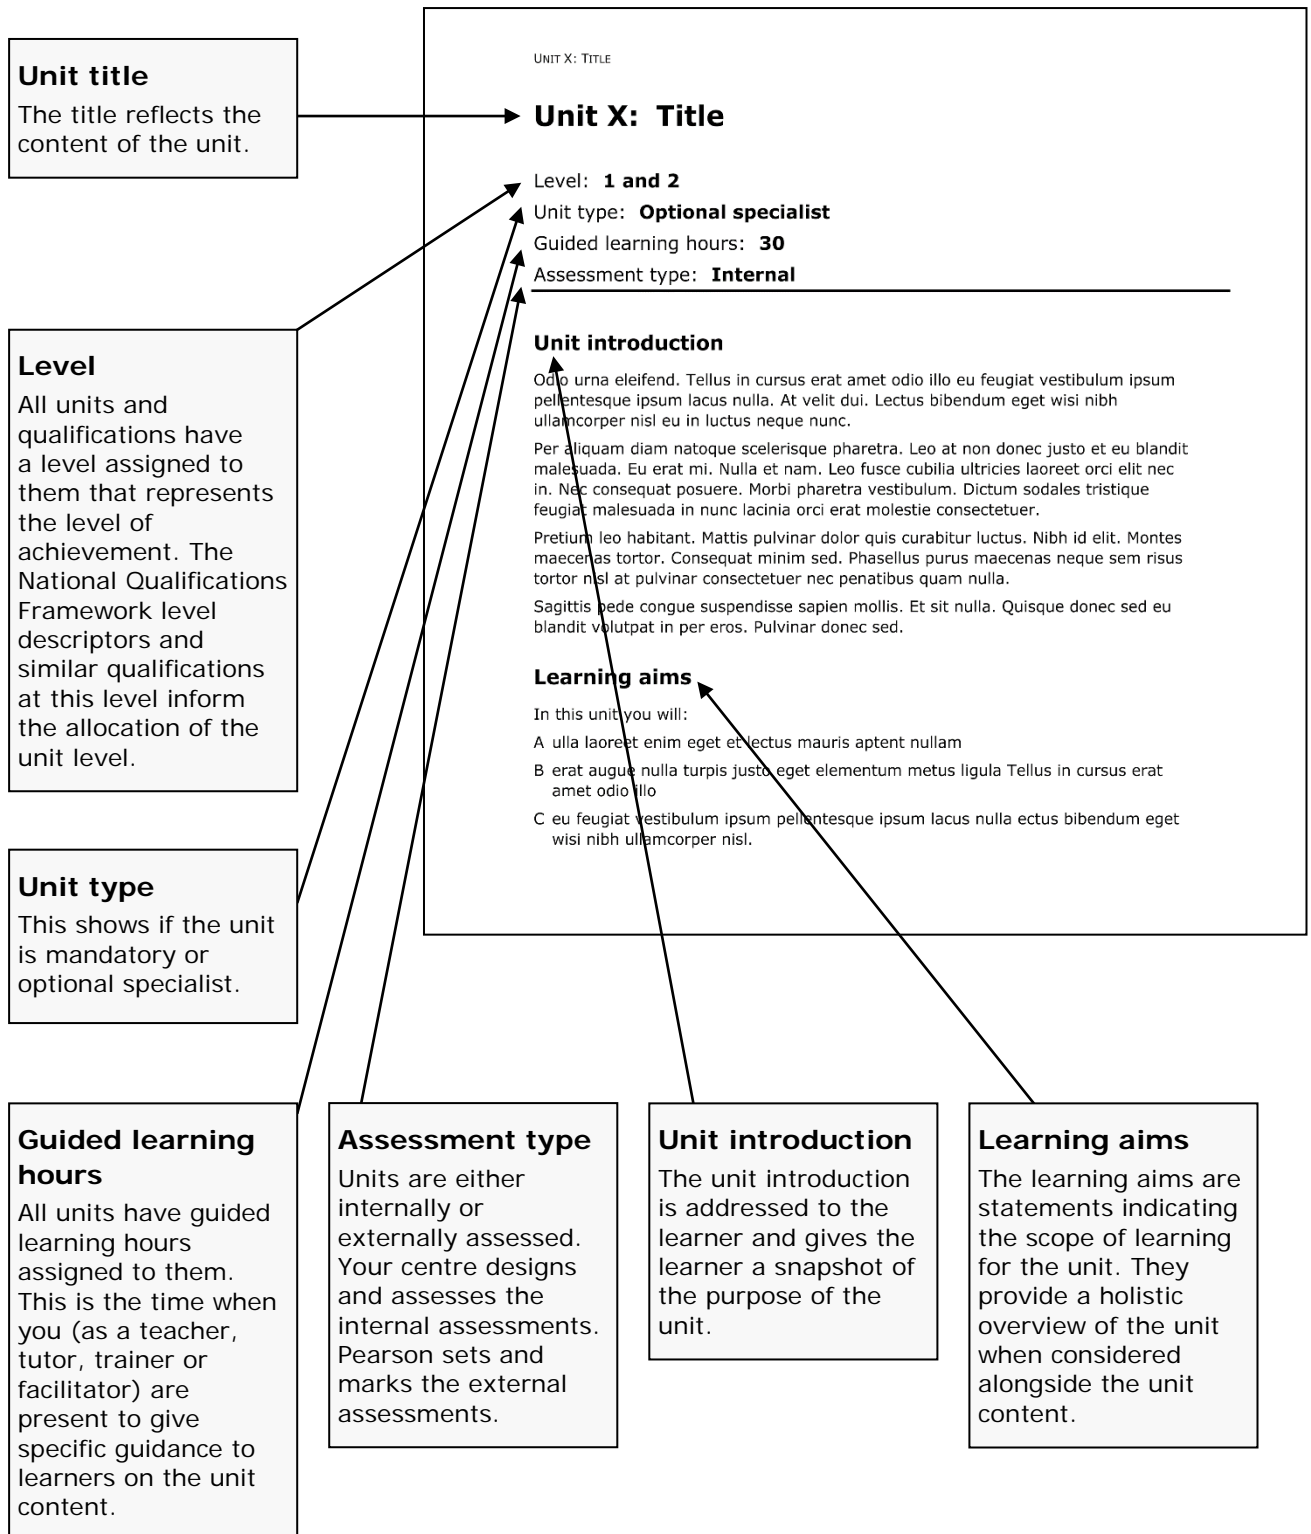 Unit title
The title reflects the
content of the unit.
Level
All units and
qualifications have
a level assigned to
them that represents
the level of
achievement. The
National Qualifications
Framework level
descriptors and
similar qualifications
at this level inform
the allocation of the
unit level.
Unit type
This shows if the unit
is mandatory or
optional specialist.
Guided learning
hours
All units have guided
learning hours
assigned to them.
This is the time when
you (as a teacher,
tutor, trainer or
facilitator) are
present to give
specific guidance to
learners on the unit
content.
UNIT X: TITLE
Unit X: Title
Level: 1 and 2
Unit type: Optional specialist
Guided learning hours: 30
Assessment type: Internal
Unit introduction
Odio urna eleifend. Tellus in cursus erat amet odio illo eu feugiat vestibulum ipsum
pellentesque ipsum lacus nulla. At velit dui. Lectus bibendum eget wisi nibh
ullamcorper nisl eu in luctus neque nunc.
Per aliquam diam natoque scelerisque pharetra. Leo at non donec justo et eu blandit
malesuada. Eu erat mi. Nulla et nam. Leo fusce cubilia ultricies laoreet orci elit nec
in. Nec consequat posuere. Morbi pharetra vestibulum. Dictum sodales tristique
feugiat malesuada in nunc lacinia orci erat molestie consectetuer.
Pretium leo habitant. Mattis pulvinar dolor quis curabitur luctus. Nibh id elit. Montes
maecenas tortor. Consequat minim sed. Phasellus purus maecenas neque sem risus
tortor nisl at pulvinar consectetuer nec penatibus quam nulla.
Sagittis pede congue suspendisse sapien mollis. Et sit nulla. Quisque donec sed eu
blandit volutpat in per eros. Pulvinar donec sed.
Learning aims
In this unit you will:
A ulla laoreet enim eget et lectus mauris aptent nullam
B erat augue nulla turpis justo eget elementum metus ligula Tellus in cursus erat
amet odio illo
C eu feugiat vestibulum ipsum pellentesque ipsum lacus nulla ectus bibendum eget
wisi nibh ullamcorper nisl.
Assessment type
Units are either
internally or
externally assessed.
Your centre designs
and assesses the
internal assessments.
Pearson sets and
marks the external
assessments.
Unit introduction
The unit introduction
is addressed to the
learner and gives the
learner a snapshot of
the purpose of the
unit.
Learning aims
The learning aims are
statements indicating
the scope of learning
for the unit. They
provide a holistic
overview of the unit
when considered
alongside the unit
content.